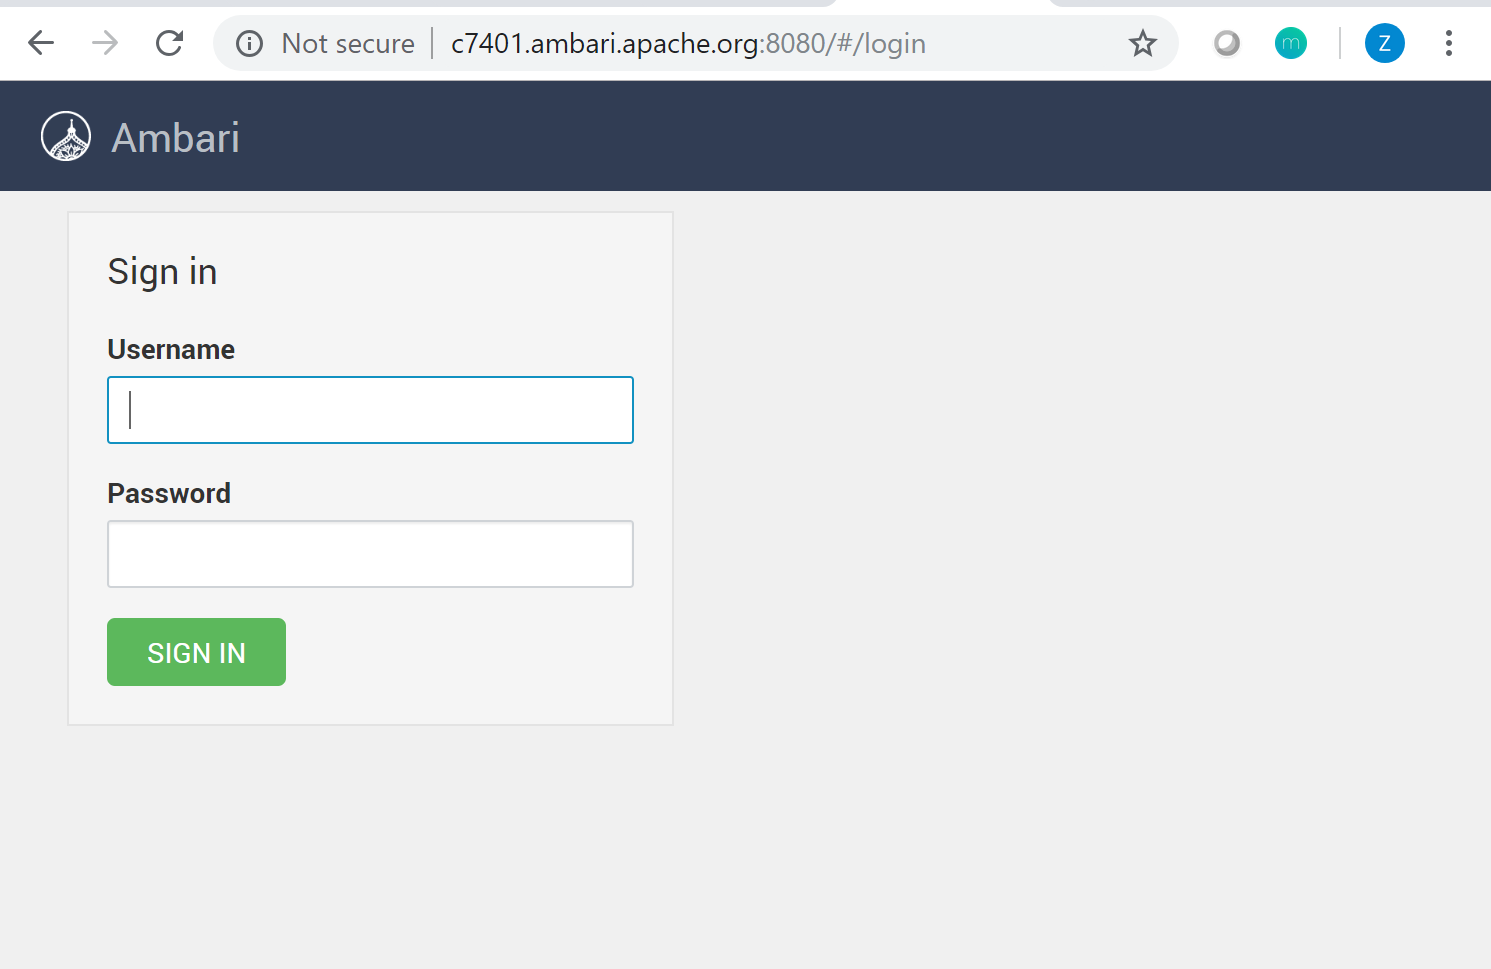 Not secure c7401.ambari.apache.org:8080/#/login
m
Z
Ambari
Sign in
Username
Password
SIGN IN